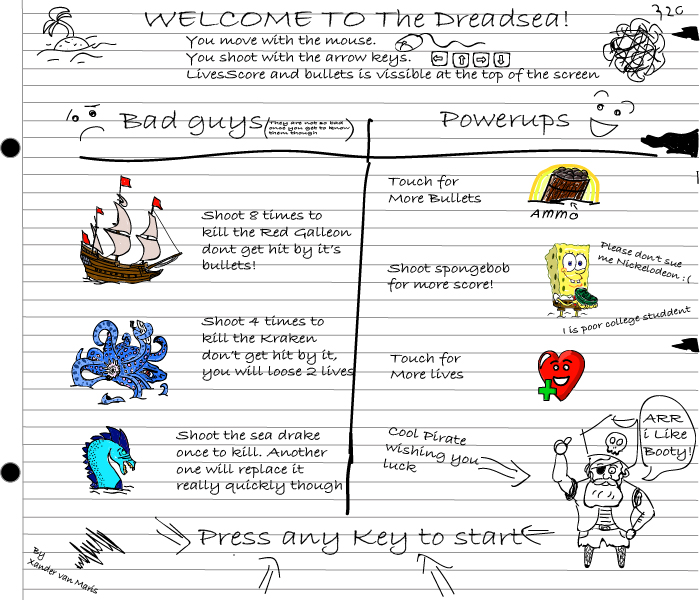 WELCOME TO The Dreadsea!
320
You move with the mouse.
You shoot with the arrow keys.
LivesScore and bullets is vissible at the top of the screen
Bad guys
(They are not so bad
once you get to know
them though)
Powerups
Shoot 8 times to
kill the Red Galleon
dont get hit by it's
bullets!
Shoot 4 times to
kill the Kraken
don't get hit by it,
you will loose 2 lives
Shoot the sea drake
once to kill. Another
one will replace it
really quickly though
Touch for
More Bullets
AMMO
Shoot spongebob
for more score!
Please don't sue
me Nickelodeon :(
I is poor college studdent
Touch for
More lives
Cool Pirate
wishing you
luck
ARR
i Like
Booty!
Press any Key to start
By
Xander van Maris